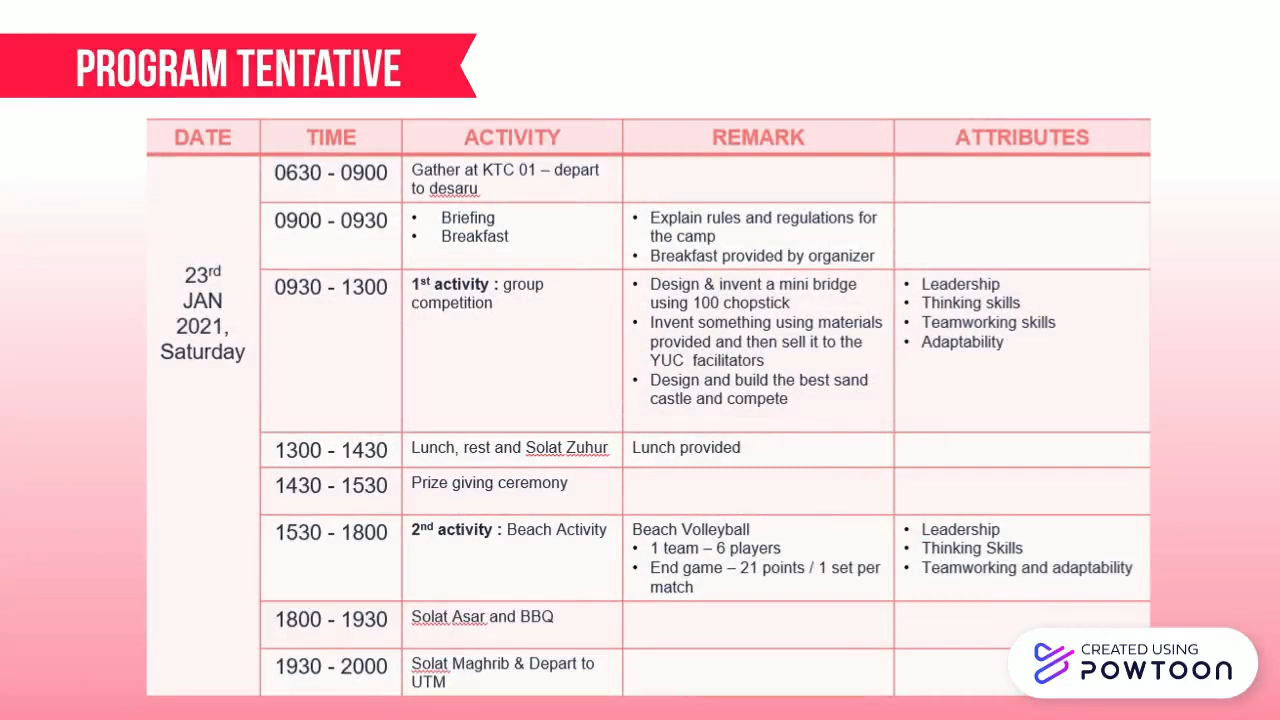 PROGRAM TENTATIVE
DATE TIME ACTIVITY REMARK ATTRIBUTES
23rd
JAN
2021,
Saturday
0630 - 0900
Gather at KTC 01 – depart
to desaru
0900 - 0930
• Briefing
• Breakfast
• Explain rules and regulations for
the camp
• Breakfast provided by organizer
0930 - 1300
1st activity : group
competition
• Design & invent a mini bridge
using 100 chopstick
• Invent something using materials
provided and then sell it to the
YUC facilitators
• Design and build the best sand
castle and compete
• Leadership
• Thinking skills
• Teamworking skills
• Adaptability
1300 - 1430
Lunch, rest and Solat Zuhur
Lunch provided
1430 - 1530
Prize giving ceremony
1530 - 1800
2nd activity : Beach Activity
Beach Volleyball
• 1 team – 6 players
• End game – 21 points / 1 set per
match
• Leadership
• Thinking Skills
• Teamworking and adaptability
1800 - 1930
Solat Asar and BBQ
1930 - 2000
Solat Maghrib & Depart to
UTM
CREATED USING
POWTOON